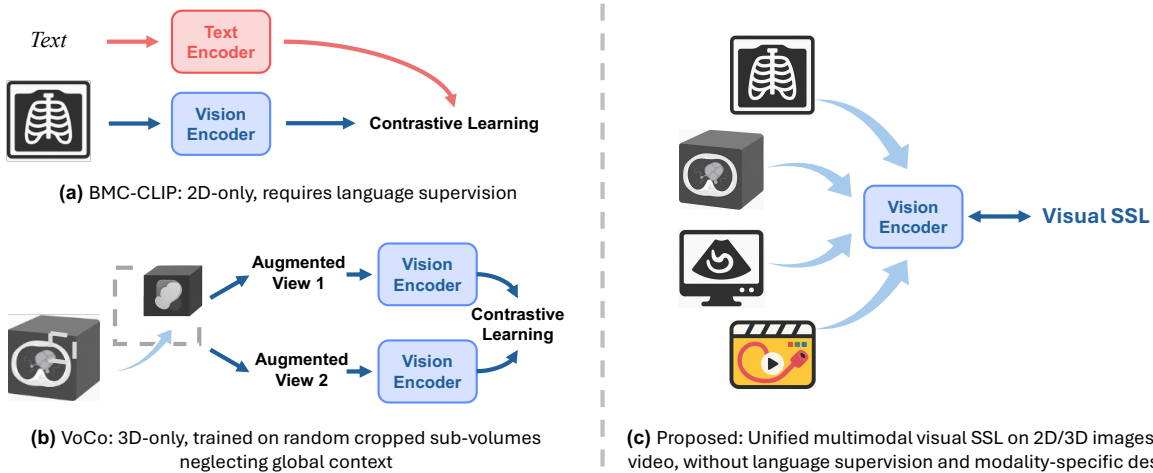 Text
Text
Encoder
Vision
Encoder
Contrastive Learning
(a) BMC-CLIP: 2D-only, requires language supervision
Augmented
View 1
Vision
Encoder
Contrastive
Learning
Augmented
View 2
Vision
Encoder
(b) VoCo: 3D-only, trained on random cropped sub-volumes
neglecting global context
Vision
Encoder
Visual SSL
(c) Proposed: Unified multimodal visual SSL on 2D/3D images
video, without language supervision and modality-specific des